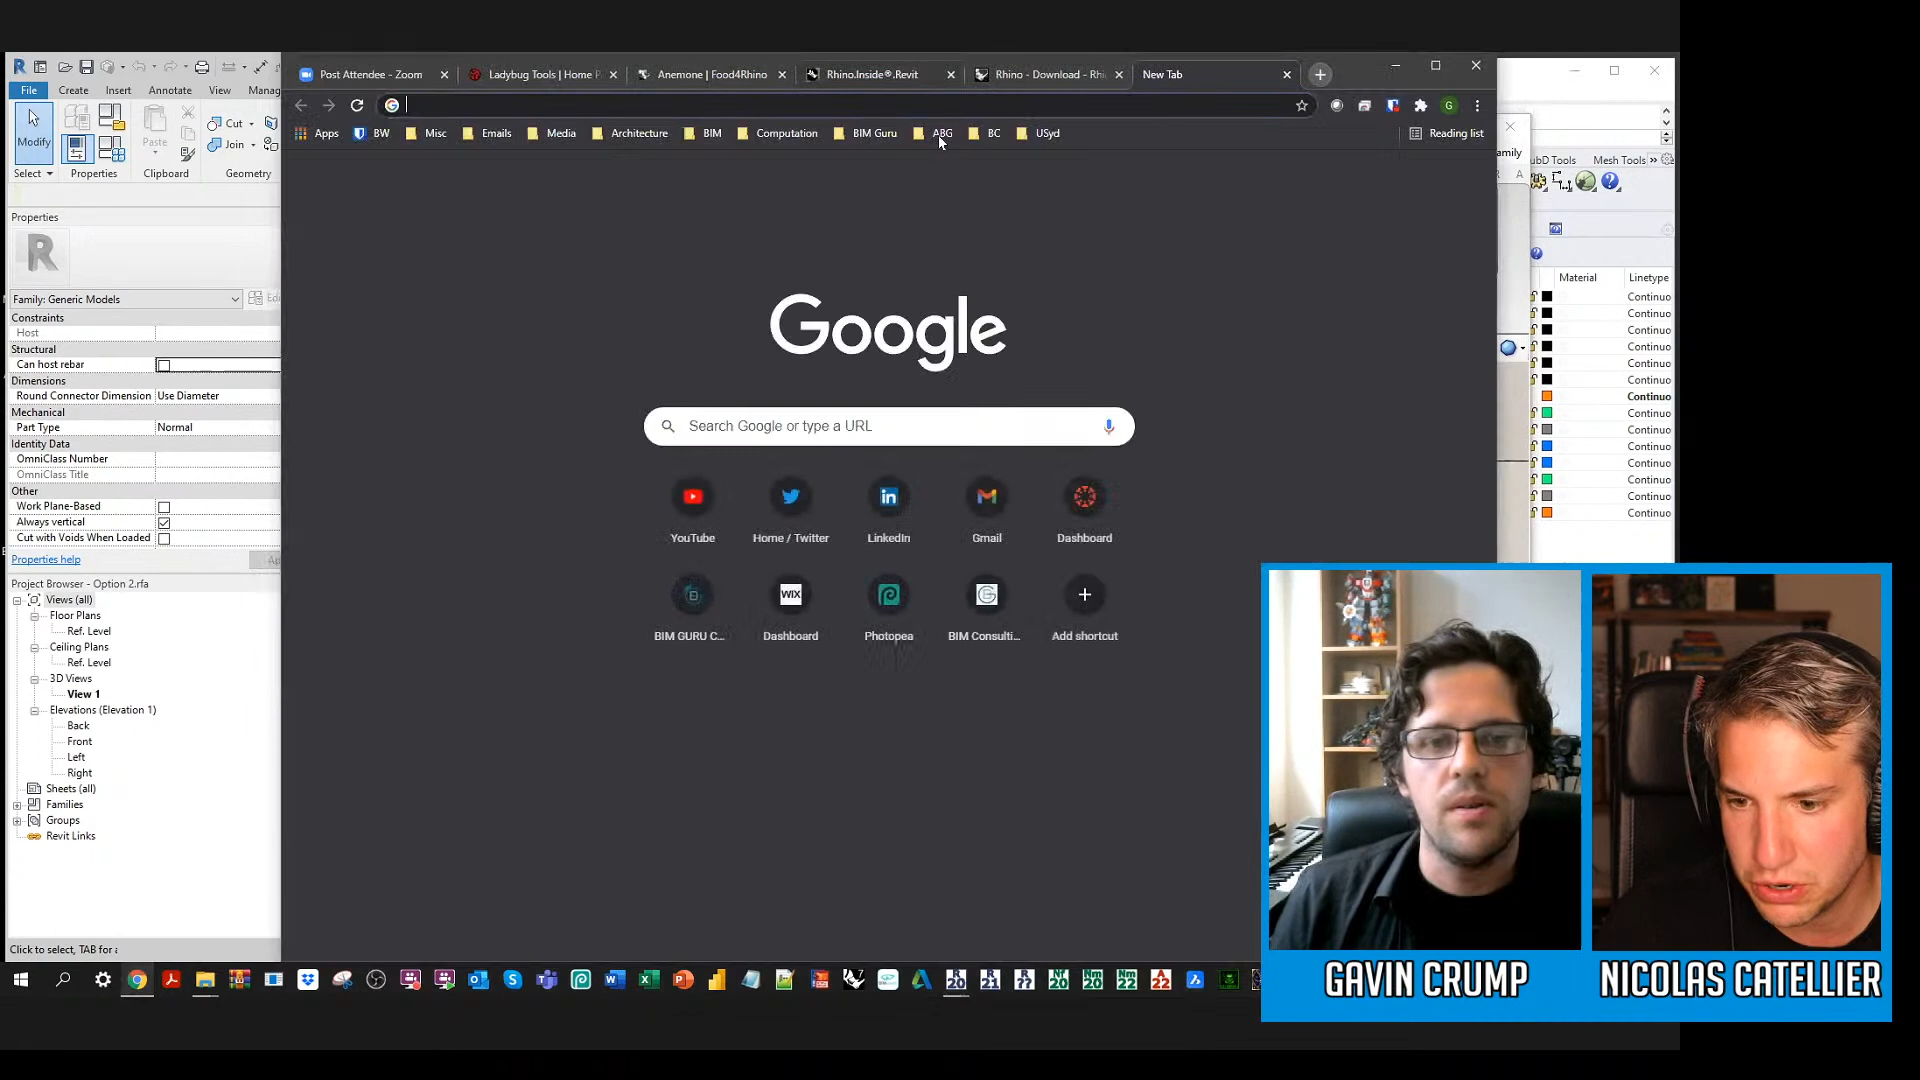 Post Attendee - Zoom
Ladybug Tools | Home P
Anemone | Food4Rhino
Rhino.Inside®.Revit
Rhino - Download - Rhi
New Tab
File
Create
Insert
Annotate
View
Manag
Apps
BW
Misc
Emails
Media
Architecture
BIM
Computation
BIM Guru
ABG
BC
USyd
Reading list
Modify
Paste
Cut
Join
Select
Properties
Clipboard
Geometry
amily
ubD Tools
Mesh Tools
Properties
R
Family: Generic Models
Constraints
Host
Structural
Can host rebar
Dimensions
Round Connector Dimension
Use Diameter
Mechanical
Part Type
Normal
Identity Data
OmniClass Number
OmniClass Title
Other
Work Plane-Based
Always vertical
Cut with Voids When Loaded
Properties help
Ap
Project Browser - Option 2.rfa
Views (all)
Floor Plans
Ref. Level
Ceiling Plans
Ref. Level
3D Views
View 1
Elevations (Elevation 1)
Back
Front
Left
Right
Sheets (all)
Families
Groups
Revit Links
Click to select, TAB for a
Google
Search Google or type a URL
YouTube
Home / Twitter
LinkedIn
Gmail
Dashboard
BIM GURU C...
WIX
Dashboard
Photopea
BIM Consulti...
Add shortcut
Material
Linetype
Continuo
Continuo
Continuo
Continuo
Continuo
Continuo
Continuo
Continuo
Continuo
Continuo
Continuo
Continuo
Continuo
Continuo
GAVIN CRUMP
NICOLAS CATELLIER